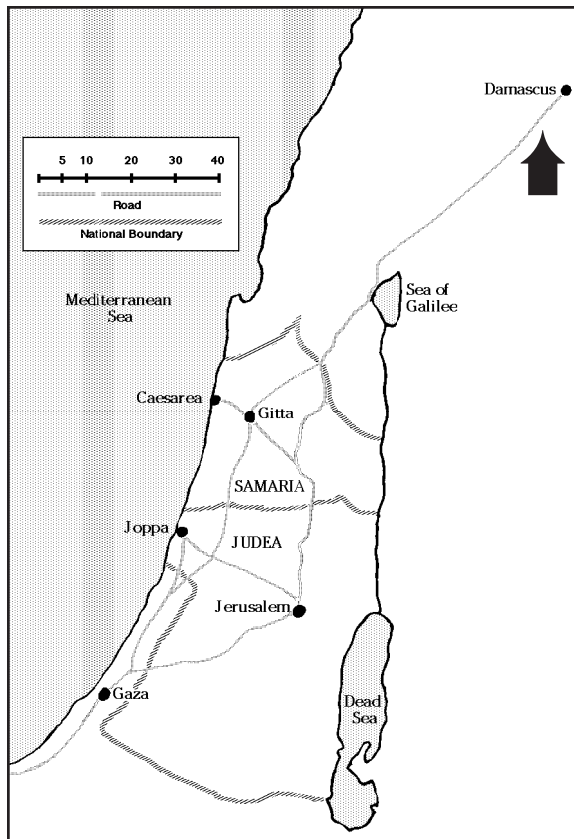 Damascus
5 10 20 30 40
Road
National Boundary
Mediterranean
Sea
Sea of
Galilee
Caesarea
Gitta
SAMARIA
Joppa
JUDEA
Jerusalem
Gaza
Dead
Sea